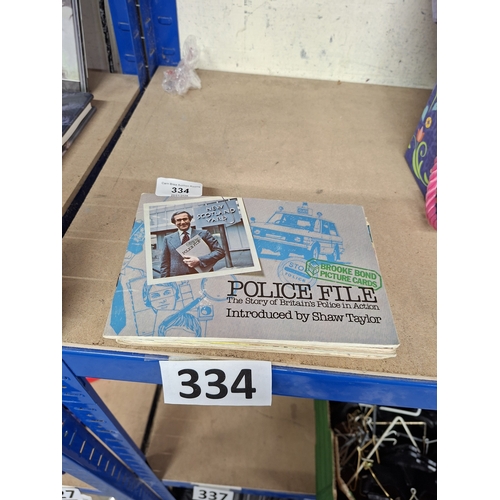 334
NEW
SCOTLAND
YARD
BROOKE BOND
PICTURE CARDS
POLICE FILE
The Story of Britain's Police in Action
Introduced by Shaw Taylor
334
337